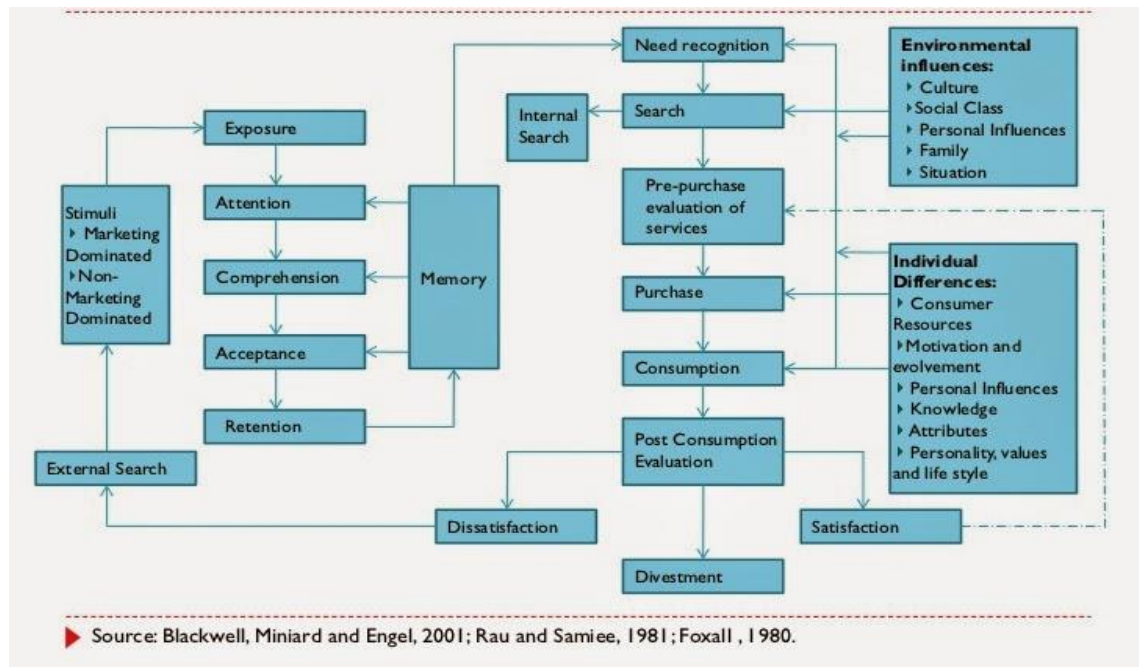 Stimuli
▸ Marketing
Dominated
▸Non-
Marketing
Dominated
External Search
Exposure
Attention
Comprehension
Acceptance
Retention
Memory
Internal
Search
Need recognition
Search
Pre-purchase
evaluation of
services
Purchase
Consumption
Post Consumption
Evaluation
Dissatisfaction
Satisfaction
Divestment
Environmental
influences:
▸ Culture
▸Social Class
▸ Personal Influences
▸ Family
▸ Situation
Individual
Differences:
▸ Consumer
Resources
▸Motivation and
evolvement
▸ Personal Influences
▸ Knowledge
▸ Attributes
▸ Personality, values
and life style
Source: Blackwell, Miniard and Engel, 2001; Rau and Samiee, 1981; Foxall , 1980.